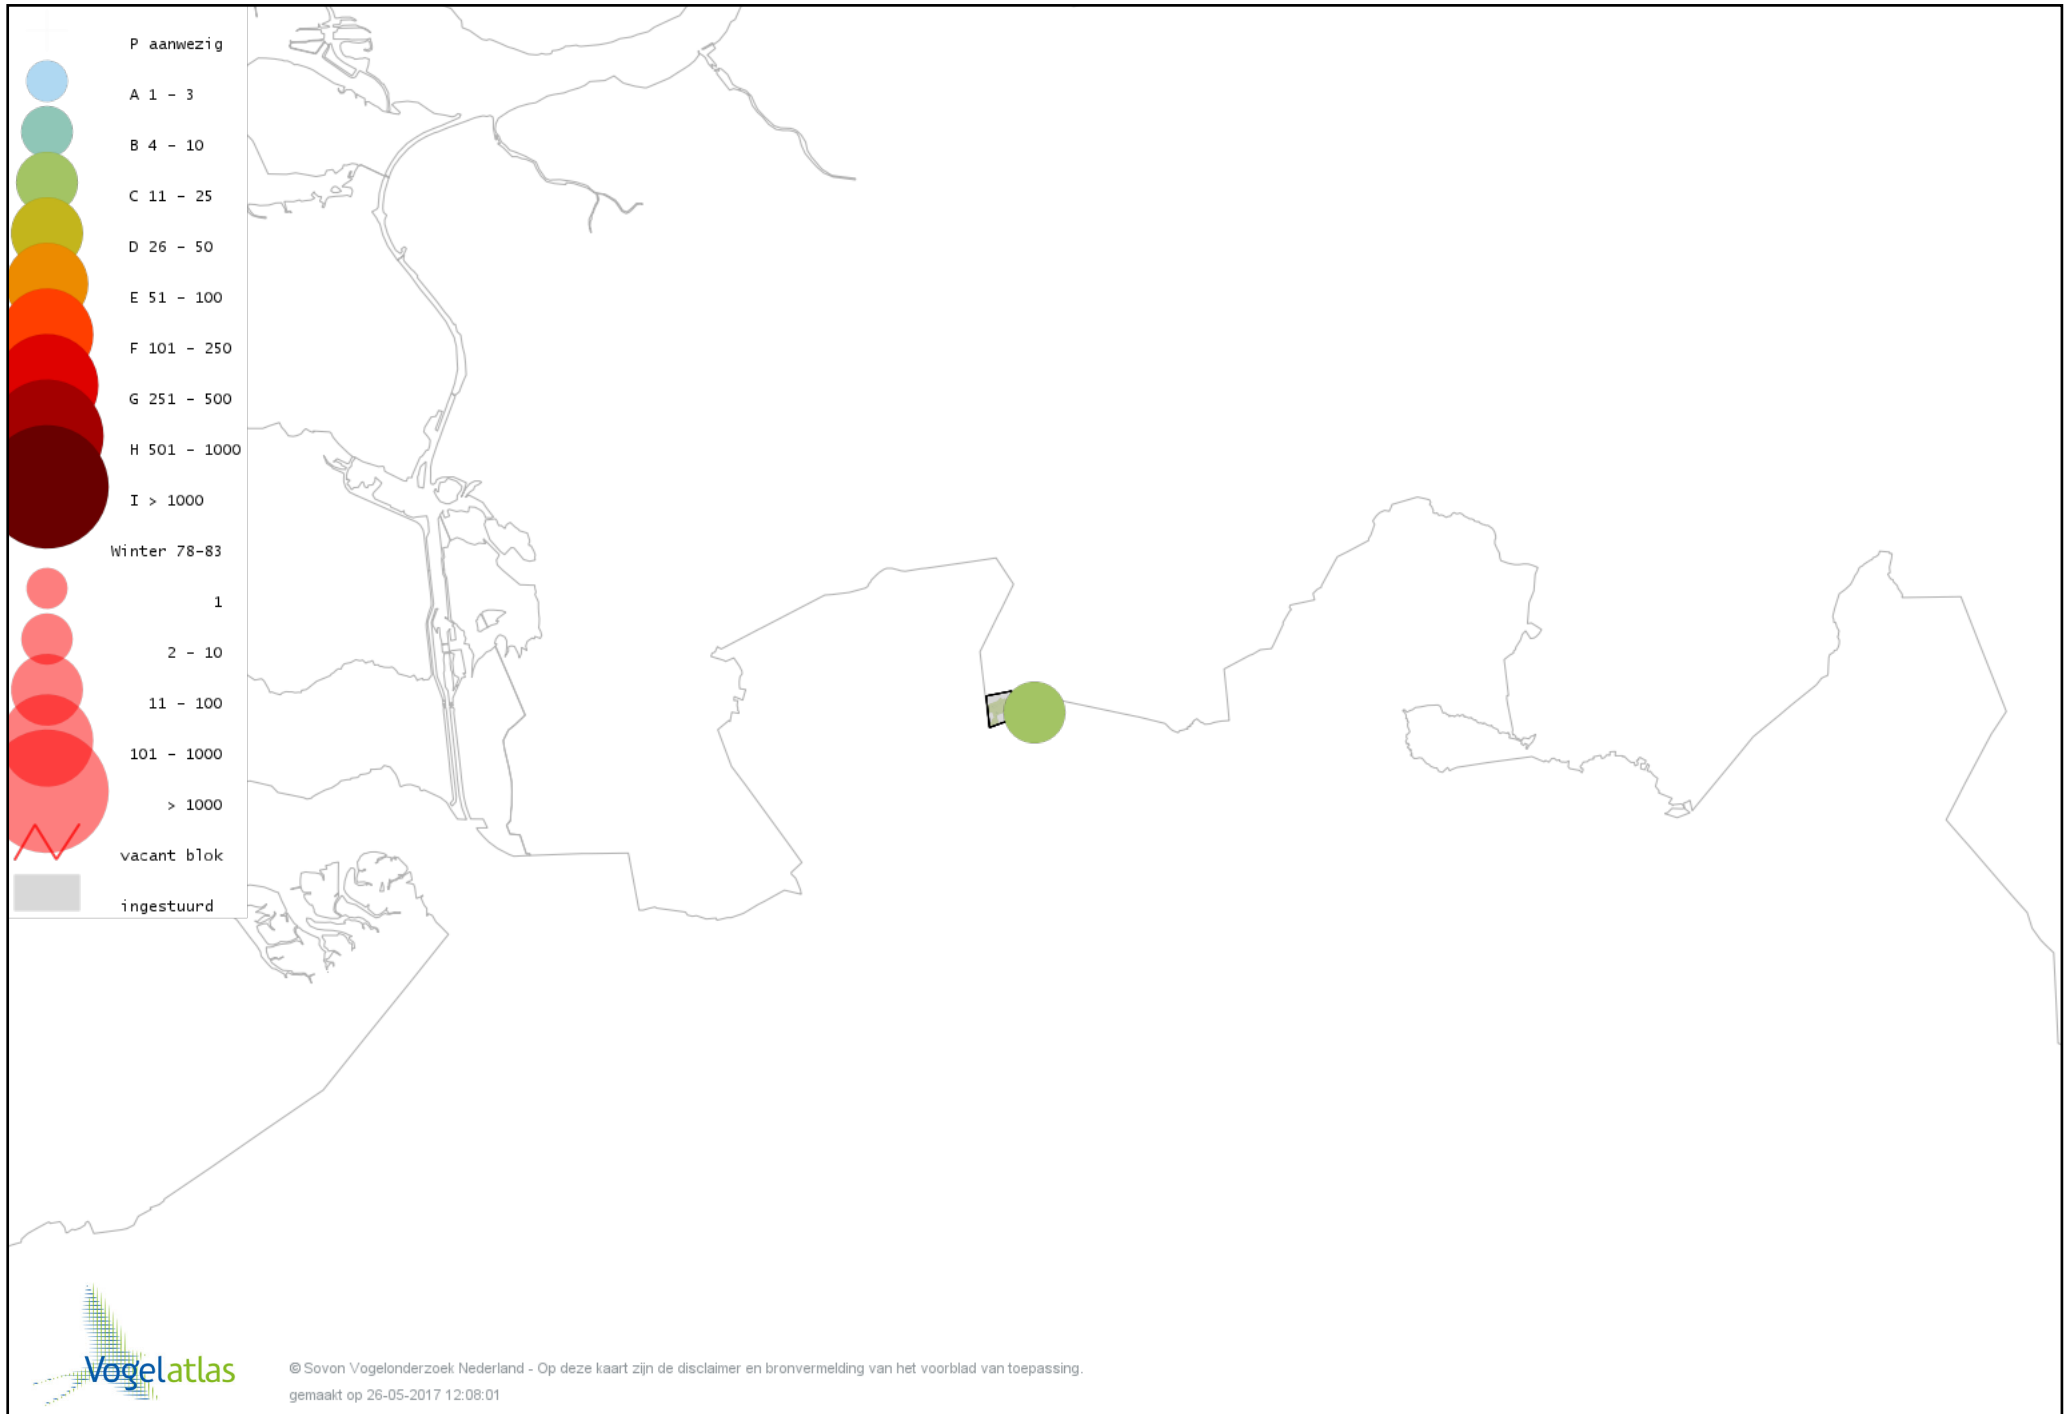 P aanwezig
A 1 – 3
B 4 – 10
C 11 – 25
D 26 – 50
E 51 – 100
F 101 – 250
G 251 – 500
H 501 – 1000
I > 1000
Winter 78–83
1
2 – 10
11 – 100
101 – 1000
> 1000
vacant blok
ingestuurd
Vogelatlas
© Sovon Vogelonderzoek Nederland - Op deze kaart zijn de disclaimer en bronvermelding van het voorblad van toepassing.
gemaakt op 26-05-2017 12:08:01